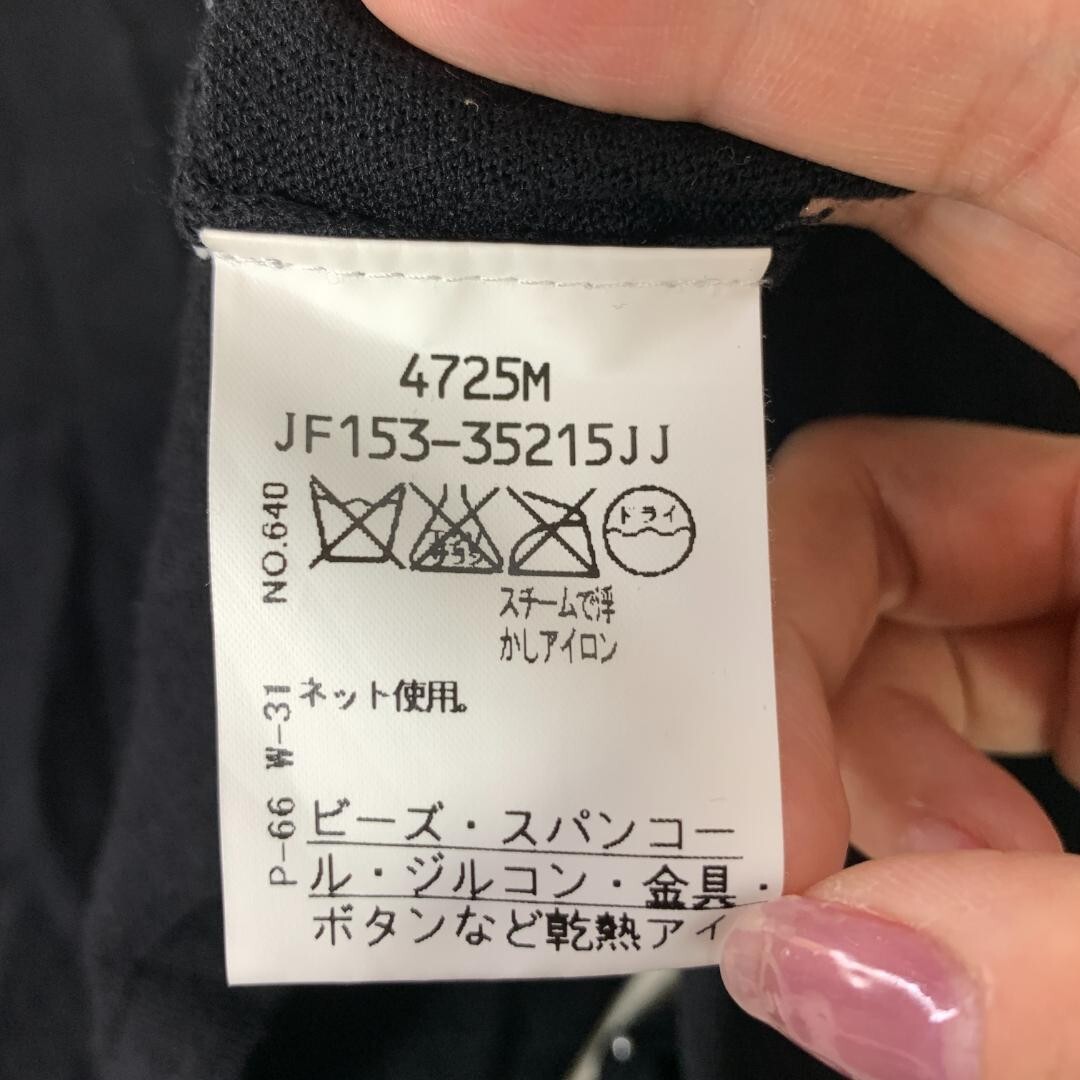 4725M
JF153-35215JJ
NO.640
ドライ
スチームで浮
かしアイロン
P-66 W-31
ネット使用。
ビーズ・スパンコー
ル・ジルコン・金具・
ボタンなど乾熱アイ